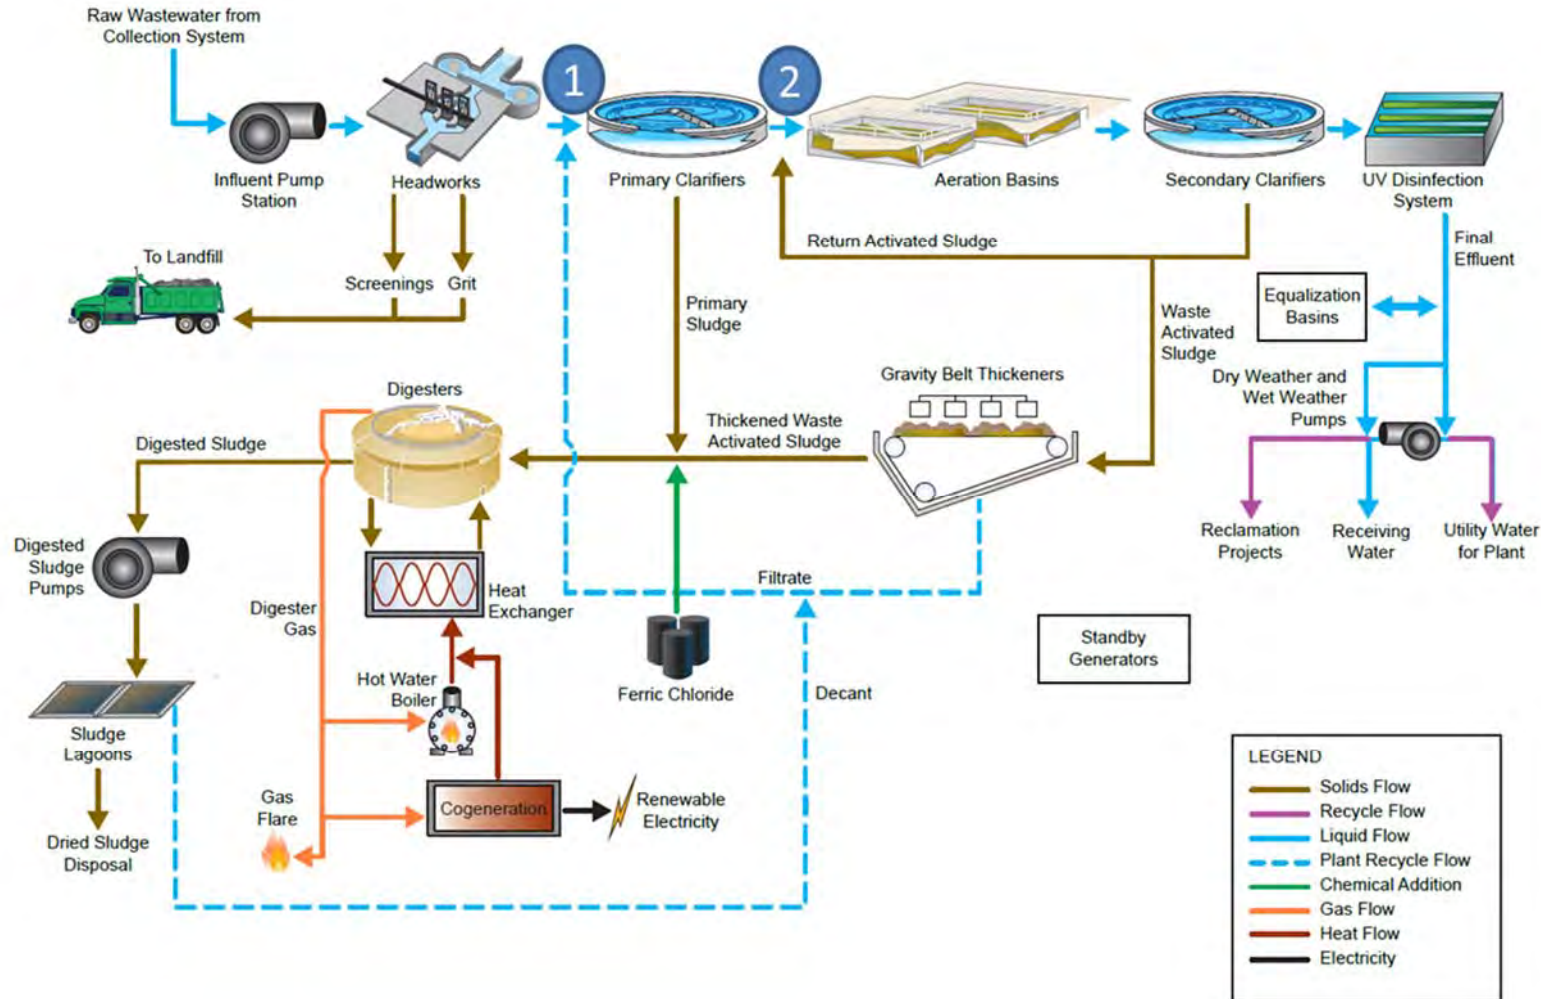 Raw Wastewater from
Collection System
1
2
Influent Pump
Station
Headworks
Primary Clarifiers
Aeration Basins
Secondary Clarifiers
UV Disinfection
System
To Landfill
Screenings
Grit
Return Activated Sludge
Final
Effluent
Equalization
Basins
Primary
Sludge
Waste
Activated
Sludge
Digesters
Gravity Belt Thickeners
Dry Weather and
Wet Weather
Pumps
Digested Sludge
Thickened Waste
Activated Sludge
Reclamation
Projects
Receiving
Water
Utility Water
for Plant
Digested
Sludge
Pumps
Digester
Gas
Heat
Exchanger
Filtrate
Standby
Generators
Hot Water
Boiler
Ferric Chloride
Decant
Sludge
Lagoons
Gas
Flare
Cogeneration
Renewable
Electricity
Dried Sludge
Disposal
LEGEND
Solids Flow
Recycle Flow
Liquid Flow
Plant Recycle Flow
Chemical Addition
Gas Flow
Heat Flow
Electricity